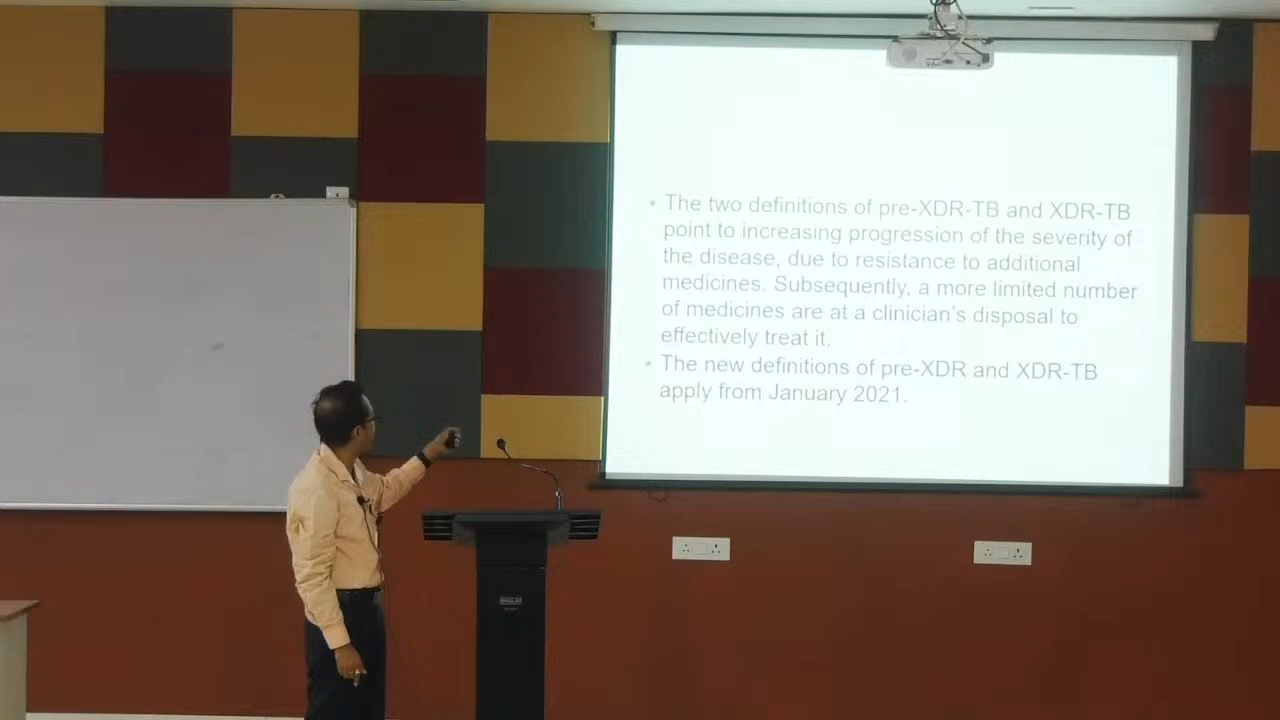 • The two definitions of pre-XDR-TB and XDR-TB
point to increasing progression of the severity of
the disease, due to resistance to additional
medicines. Subsequently, a more limited number
of medicines are at a clinician's disposal to
effectively treat it.
• The new definitions of pre-XDR and XDR-TB
apply from January 2021.